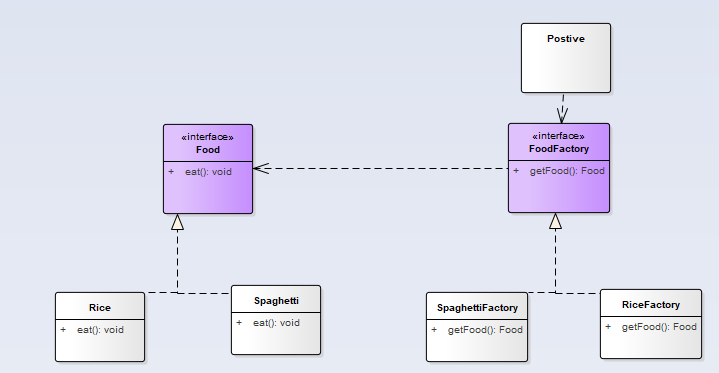 Postive
«interface»
Food
+ eat(): void
«interface»
FoodFactory
+ getFood(): Food
Rice
+ eat(): void
Spaghetti
+ eat(): void
SpaghettiFactory
+ getFood(): Food
RiceFactory
+ getFood(): Food